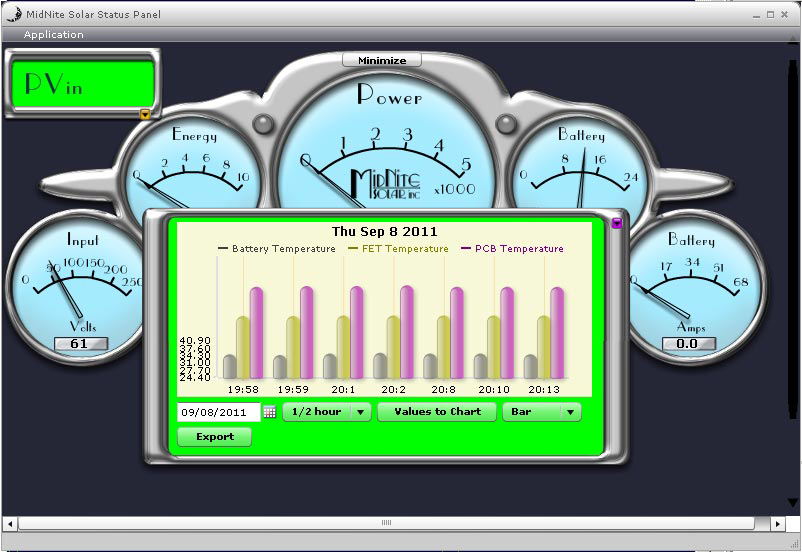 MidNite Solar Status Panel
Application
Minimize
PVin
Power
0 1 2 3 4 5
x1000
MidNite
SOLAR INC
Energy
0 2 4 6 8 10
Battery
0 8 16 24
Input
0 50 100 150 200 250
Volts
61
Battery
0 17 34 51 68
Amps
0.0
Thu Sep 8 2011
Battery Temperature FET Temperature PCB Temperature
40.90
37.60
34.30
31.00
27.70
24.40
19:58 19:59 20:1 20:2 20:8 20:10 20:13
09/08/2011 1/2 hour Values to Chart Bar
Export